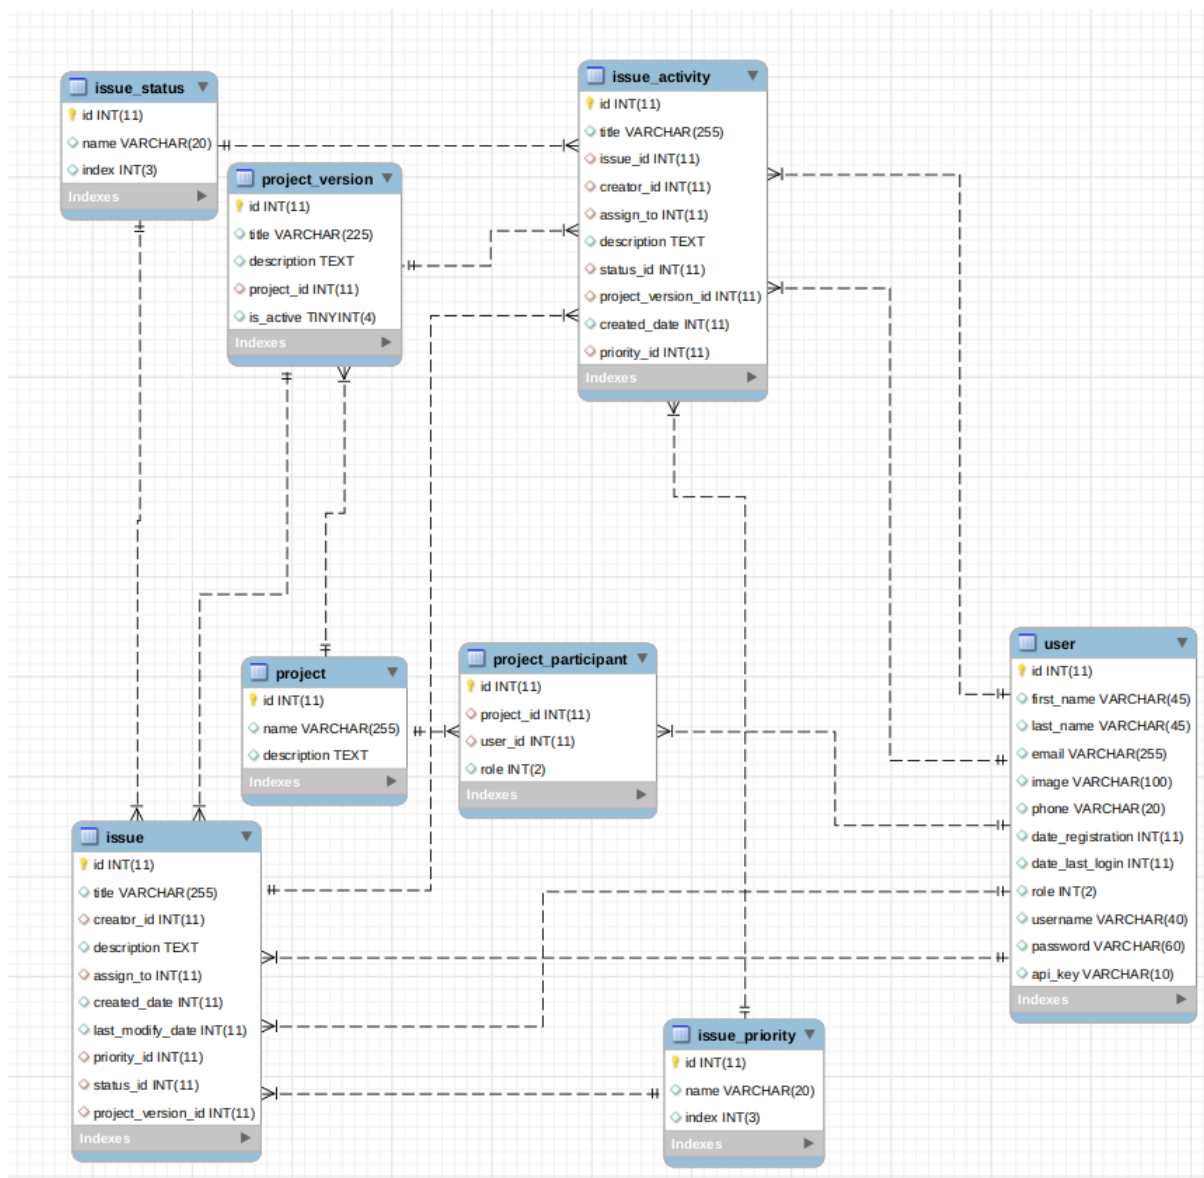 issue_status
id INT(11)
name VARCHAR(20)
index INT(3)
Indexes
project_version
id INT(11)
title VARCHAR(225)
description TEXT
project_id INT(11)
is_active TINYINT(4)
Indexes
issue_activity
id INT(11)
title VARCHAR(255)
issue_id INT(11)
creator_id INT(11)
assign_to INT(11)
description TEXT
status_id INT(11)
project_version_id INT(11)
created_date INT(11)
priority_id INT(11)
Indexes
project
id INT(11)
name VARCHAR(255)
description TEXT
Indexes
project_participant
id INT(11)
project_id INT(11)
user_id INT(11)
role INT(2)
Indexes
user
id INT(11)
first_name VARCHAR(45)
last_name VARCHAR(45)
email VARCHAR(255)
image VARCHAR(100)
phone VARCHAR(20)
date_registration INT(11)
date_last_login INT(11)
role INT(2)
username VARCHAR(40)
password VARCHAR(60)
api_key VARCHAR(10)
Indexes
issue
id INT(11)
title VARCHAR(255)
creator_id INT(11)
description TEXT
assign_to INT(11)
created_date INT(11)
last_modify_date INT(11)
priority_id INT(11)
status_id INT(11)
project_version_id INT(11)
Indexes
issue_priority
id INT(11)
name VARCHAR(20)
index INT(3)
Indexes